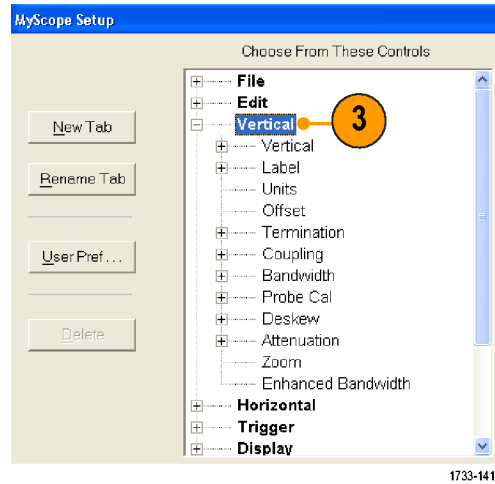 MyScope Setup
Choose From These Controls
File
Edit
Vertical
3
Vertical
Label
Units
Offset
Termination
Coupling
Bandwidth
Probe Cal
Deskew
Attenuation
Zoom
Enhanced Bandwidth
Horizontal
Trigger
Display
New Tab
Rename Tab
User Pref...
Delete
1733-141